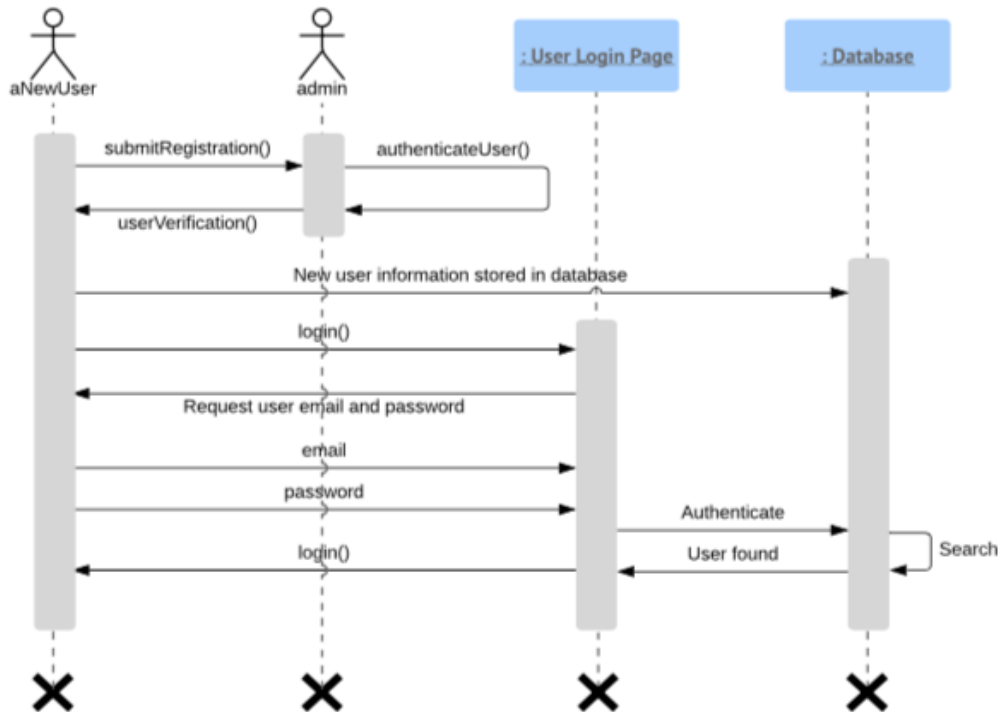 aNewUser
admin
: User Login Page
: Database
submitRegistration()
authenticateUser()
userVerification()
New user information stored in database
login()
Request user email and password
email
password
Authenticate
Search
login()
User found